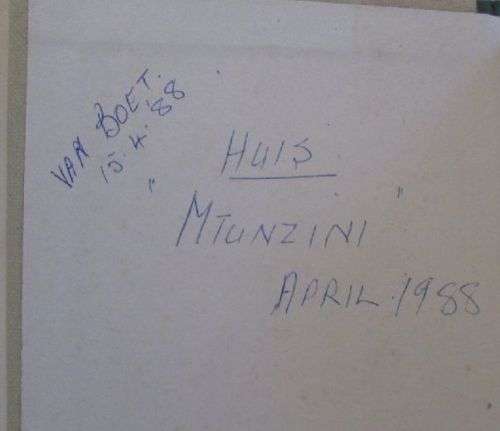 VAN BOET.
15.4.'88
HUIS
"MTUNZINI"
APRIL.1988